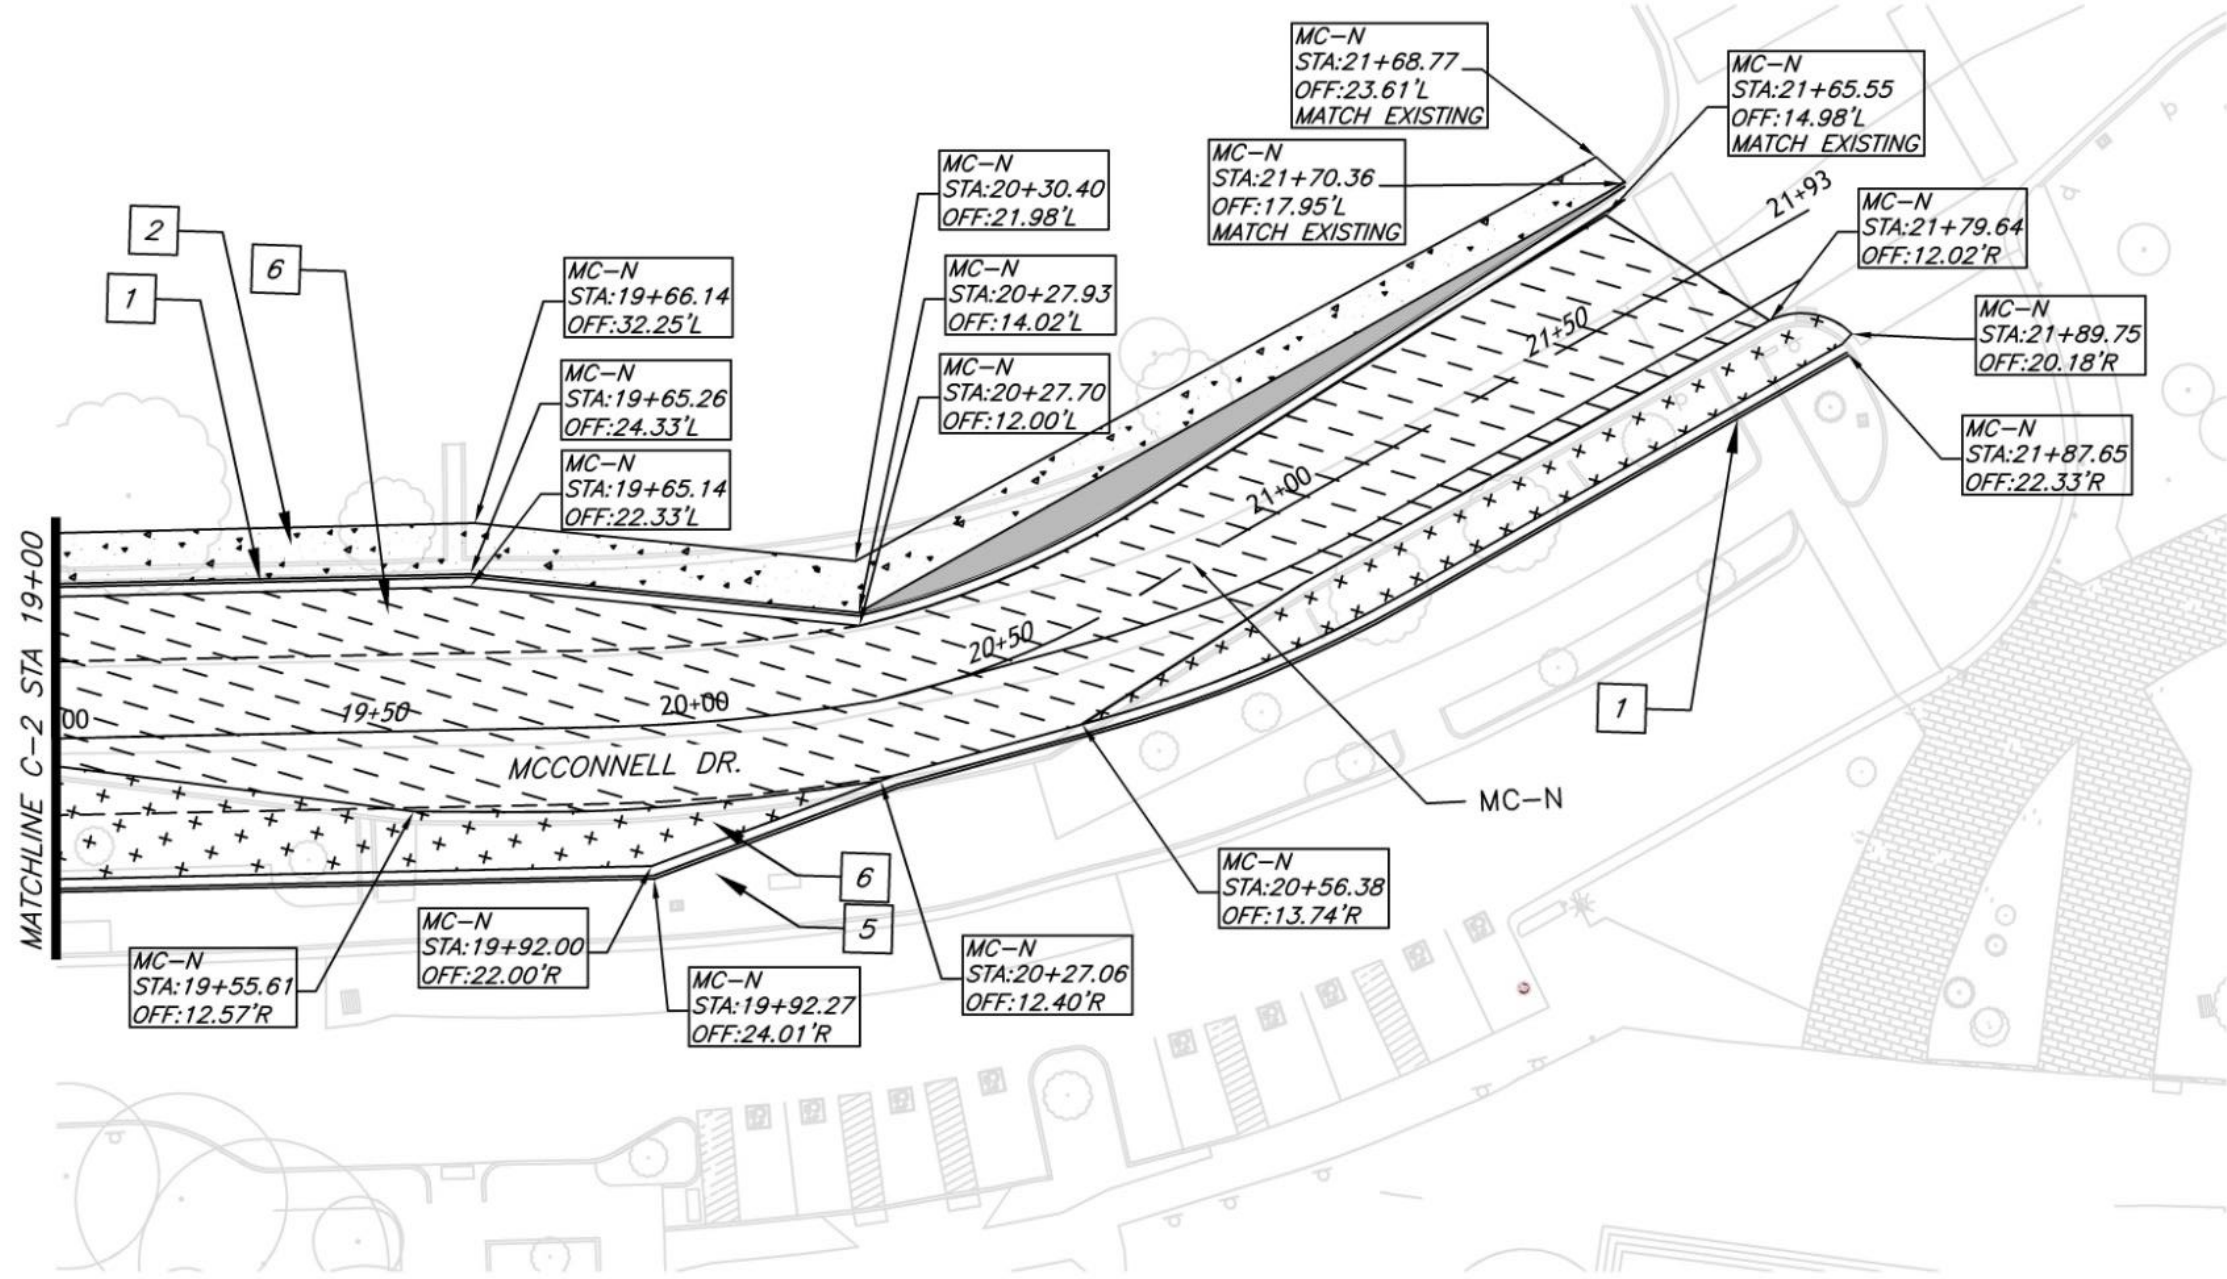 MC-N
STA:21+68.77
OFF:23.61'L
MATCH EXISTING
MC-N
STA:21+65.55
OFF:14.98'L
MATCH EXISTING
MC-N
STA:21+70.36
OFF:17.95'L
MATCH EXISTING
MC-N
STA:20+30.40
OFF:21.98'L
21+93
MC-N
STA:21+79.64
OFF:12.02'R
2
6
1
MC-N
STA:19+66.14
OFF:32.25'L
MC-N
STA:20+27.93
OFF:14.02'L
21+50
MC-N
STA:21+89.75
OFF:20.18'R
MC-N
STA:19+65.26
OFF:24.33'L
MC-N
STA:20+27.70
OFF:12.00'L
MC-N
STA:21+87.65
OFF:22.33'R
MC-N
STA:19+65.14
OFF:22.33'L
21+00
MATCHLINE C-2 STA 19+00
20+50
00
19+50
20+00
1
MCCONNELL DR.
MC-N
6
5
MC-N
STA:20+56.38
OFF:13.74'R
MC-N
STA:19+55.61
OFF:12.57'R
MC-N
STA:19+92.00
OFF:22.00'R
MC-N
STA:19+92.27
OFF:24.01'R
MC-N
STA:20+27.06
OFF:12.40'R